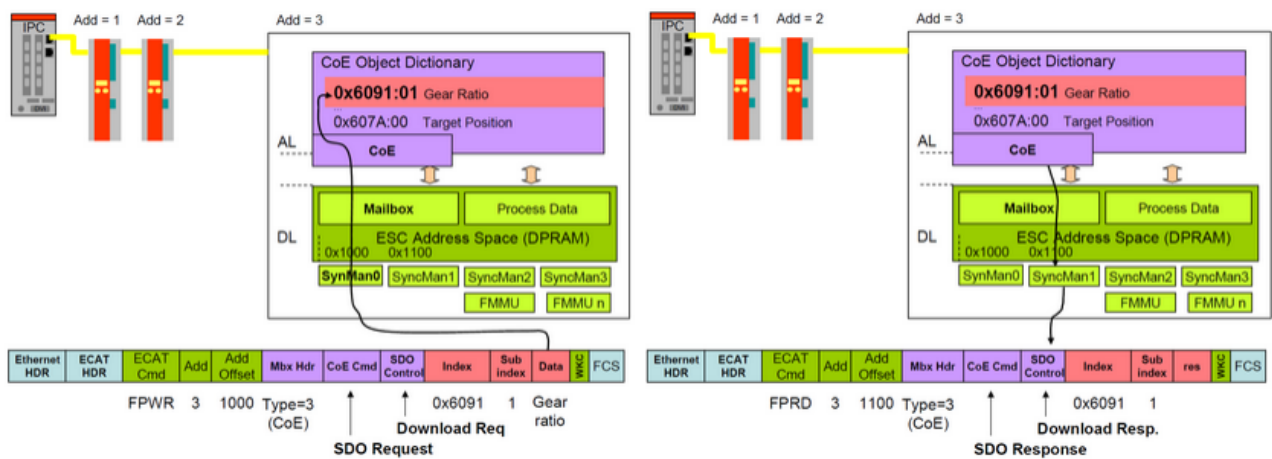 Add = 1
Add = 2
Add = 3
IPC
CoE Object Dictionary
0x6091:01 Gear Ratio
...
0x607A:00 Target Position
AL
CoE
Mailbox
Process Data
DL
ESC Address Space (DPRAM)
0x1000 0x1100
SynMan0
SyncMan1
SyncMan2
SyncMan3
FMMU
FMMU n
Ethernet HDR
ECAT HDR
ECAT Cmd
Add
Add Offset
Mbx Hdr
CoE Cmd
SDO Control
Index
Sub index
Data
WKC
FCS
FPWR 3 1000 Type=3 (CoE)
0x6091 1 Gear ratio
Download Req
SDO Request
Add = 1
Add = 2
Add = 3
IPC
CoE Object Dictionary
0x6091:01 Gear Ratio
...
0x607A:00 Target Position
AL
CoE
Mailbox
Process Data
DL
ESC Address Space (DPRAM)
0x1000 0x1100
SynMan0
SyncMan1
SyncMan2
SyncMan3
FMMU
FMMU n
Ethernet HDR
ECAT HDR
ECAT Cmd
Add
Add Offset
Mbx Hdr
CoE Cmd
SDO Control
Index
Sub index
res
WKC
FCS
FPRD 3 1100 Type=3 (CoE)
0x6091 1
Download Resp.
SDO Response